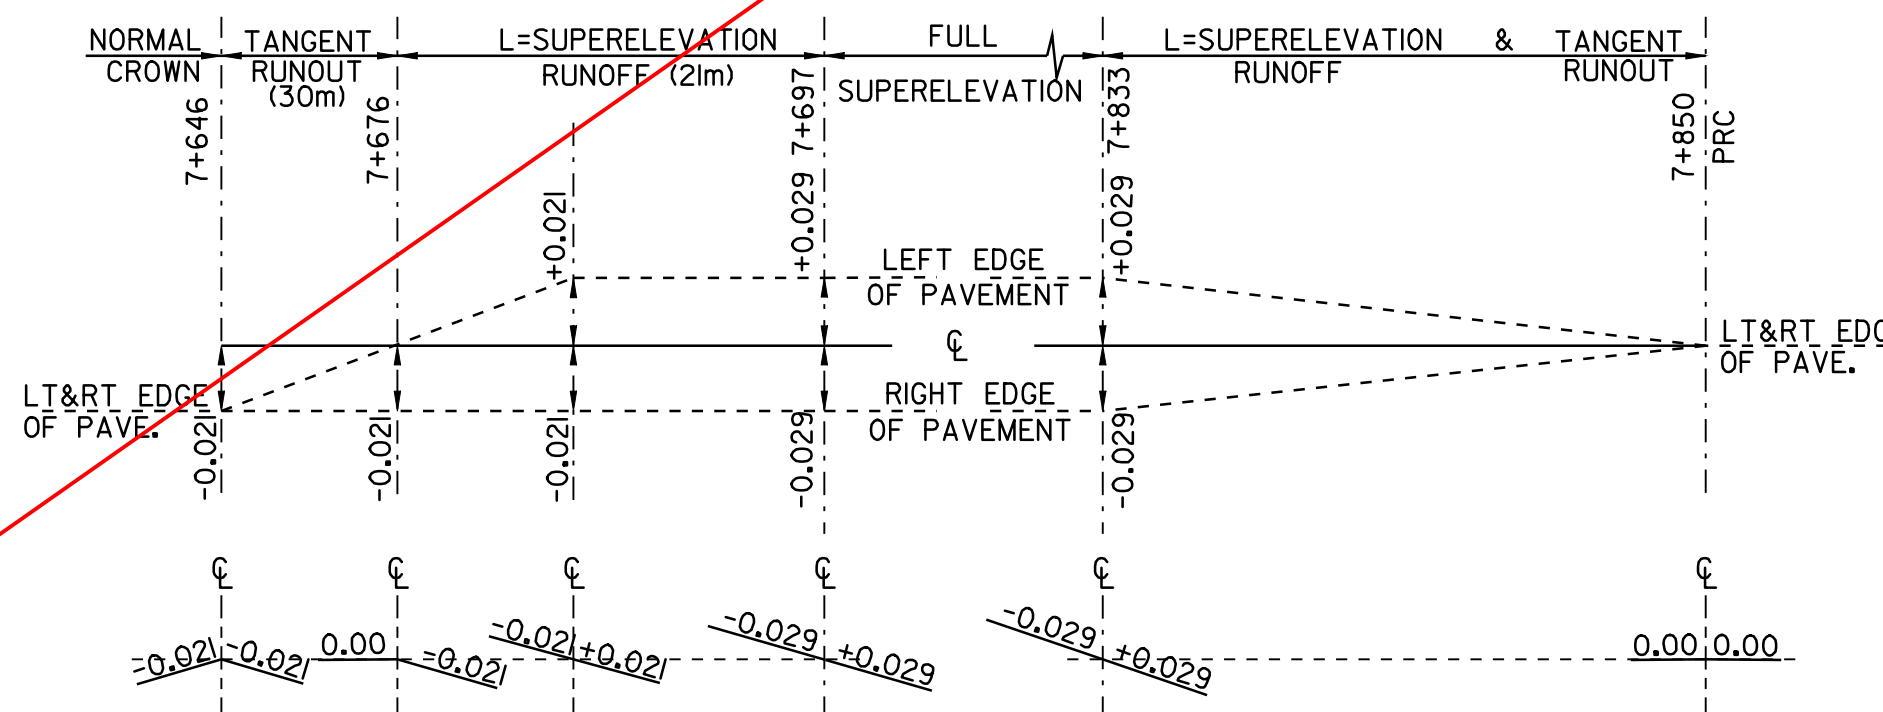 NORMAL
CROWN
TANGENT
RUNOUT
(30m)
L=SUPERELEVATION
RUNOFF (21m)
FULL
SUPERELEVATION
L=SUPERELEVATION & TANGENT
RUNOFF RUNOUT
7+646
7+676
7+697
7+833
7+850
PRC
+0.021
+0.029
+0.029
LEFT EDGE
OF PAVEMENT
℄
LT&RT EDG
OF PAVE.
LT&RT EDGE
OF PAVE.
RIGHT EDGE
OF PAVEMENT
-0.021
-0.021
-0.021
-0.029
-0.029
℄ ℄ ℄ ℄ ℄ ℄
-0.021 -0.021
0.00 -0.021
-0.021 +0.021
-0.029 +0.029
-0.029 +0.029
0.00 0.00